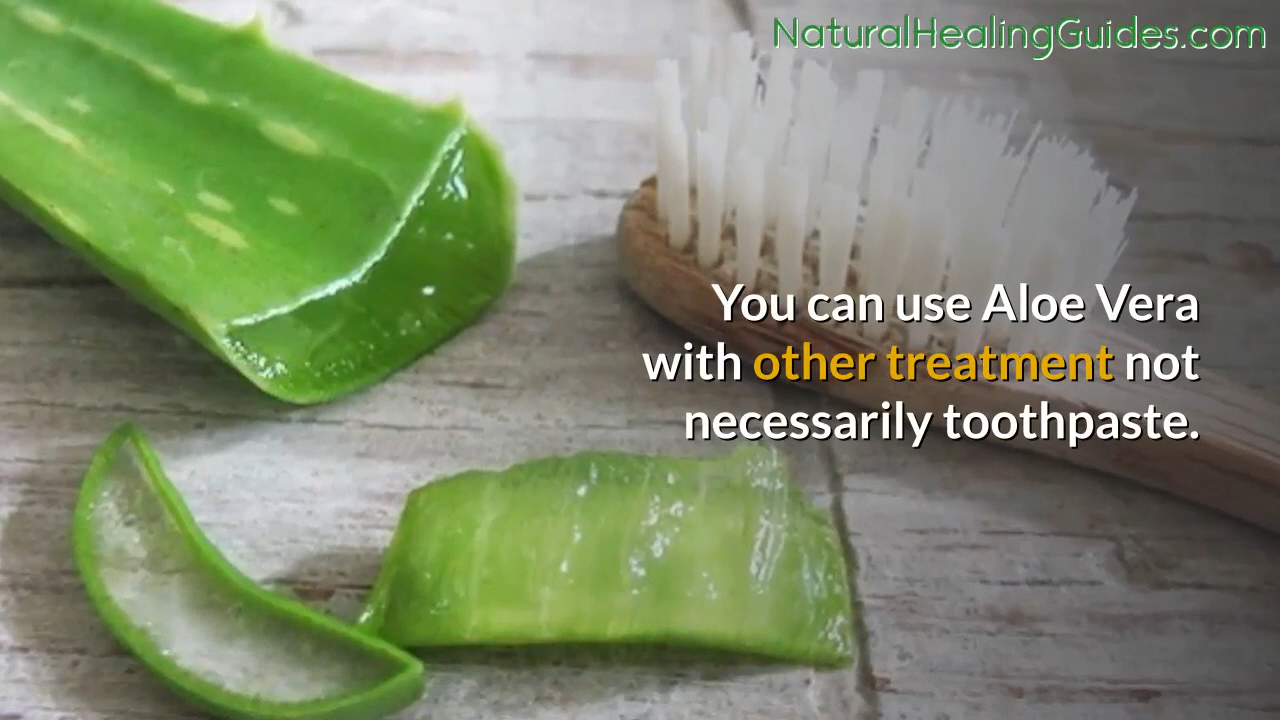 NaturalHealingGuides.com
You can use Aloe Vera
with other treatment not
necessarily toothpaste.